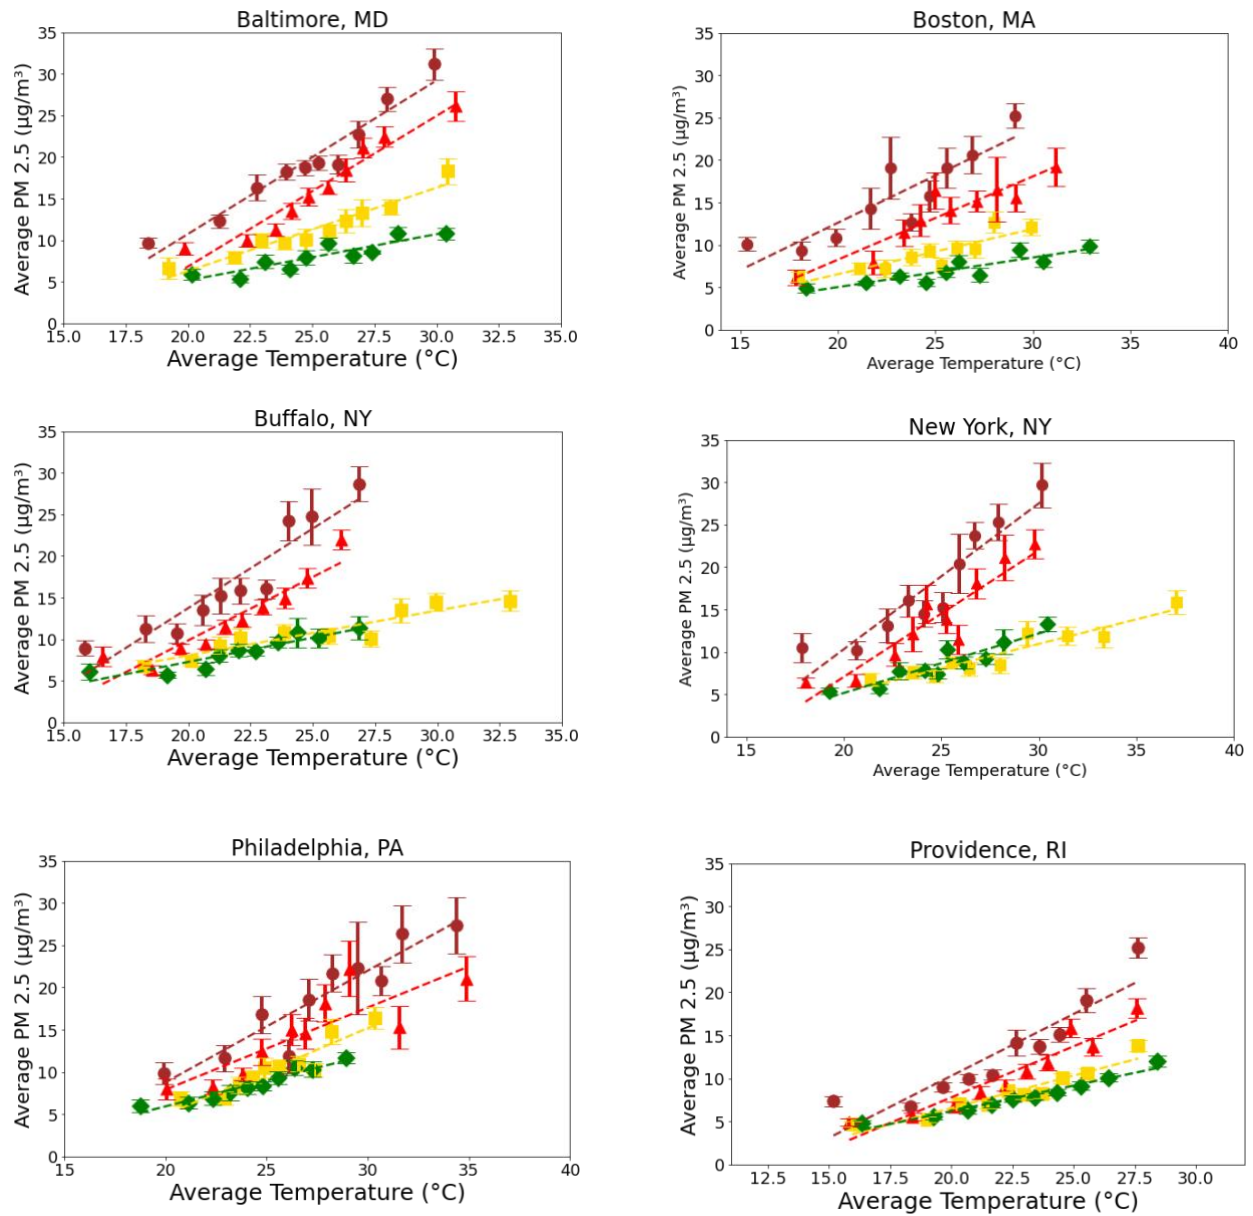 Baltimore, MD
Average PM 2.5 (µg/m³)
35
30
25
20
15
10
5
0
15.0 17.5 20.0 22.5 25.0 27.5 30.0 32.5 35.0
Average Temperature (°C)
Boston, MA
Average PM 2.5 (µg/m³)
35
30
25
20
15
10
5
0
15 20 25 30 35 40
Average Temperature (°C)
Buffalo, NY
Average PM 2.5 (µg/m³)
35
30
25
20
15
10
5
0
15.0 17.5 20.0 22.5 25.0 27.5 30.0 32.5 35.0
Average Temperature (°C)
New York, NY
Average PM 2.5 (µg/m³)
35
30
25
20
15
10
5
0
15 20 25 30 35 40
Average Temperature (°C)
Philadelphia, PA
Average PM 2.5 (µg/m³)
35
30
25
20
15
10
5
0
15 20 25 30 35 40
Average Temperature (°C)
Providence, RI
Average PM 2.5 (µg/m³)
35
30
25
20
15
10
5
0
12.5 15.0 17.5 20.0 22.5 25.0 27.5 30.0
Average Temperature (°C)